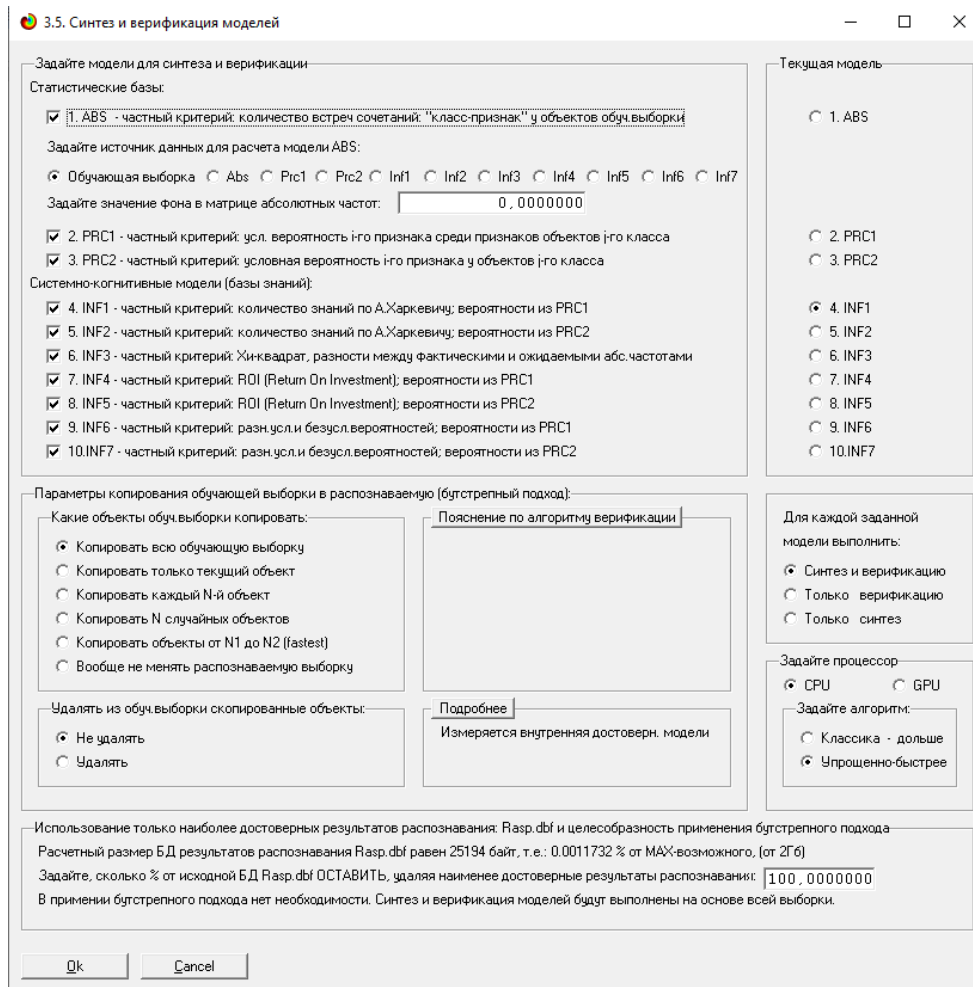 3.5. Синтез и верификация моделей
Задайте модели для синтеза и верификации
Статистические базы:
1. ABS - частный критерий: количество встреч сочетаний: "класс-признак" у объектов обуч.выборки
Задайте источник данных для расчета модели ABS:
Обучающая выборка Abs Prc1 Prc2 Inf1 Inf2 Inf3 Inf4 Inf5 Inf6 Inf7
Задайте значение фона в матрице абсолютных частот: 0,0000000
2. PRC1 - частный критерий: усл. вероятность i-го признака среди признаков объектов j-го класса
3. PRC2 - частный критерий: условная вероятность i-го признака у объектов j-го класса
Системно-когнитивные модели (базы знаний):
4. INF1 - частный критерий: количество знаний по А.Харкевичу; вероятности из PRC1
5. INF2 - частный критерий: количество знаний по А.Харкевичу; вероятности из PRC2
6. INF3 - частный критерий: Хи-квадрат, разности между фактическими и ожидаемыми абс.частотами
7. INF4 - частный критерий: ROI (Return On Investment); вероятности из PRC1
8. INF5 - частный критерий: ROI (Return On Investment); вероятности из PRC2
9. INF6 - частный критерий: разн.усл.и безусл.вероятностей; вероятности из PRC1
10.INF7 - частный критерий: разн.усл.и безусл.вероятностей; вероятности из PRC2
Текущая модель
1. ABS
2. PRC1
3. PRC2
4. INF1
5. INF2
6. INF3
7. INF4
8. INF5
9. INF6
10.INF7
Параметры копирования обучающей выборки в распознаваемую (бутстрепный подход):
Какие объекты обуч.выборки копировать:
Копировать всю обучающую выборку
Копировать только текущий объект
Копировать каждый N-й объект
Копировать N случайных объектов
Копировать объекты от N1 до N2 (fastest)
Вообще не менять распознаваемую выборку
Пояснение по алгоритму верификации
Удалять из обуч.выборки скопированные объекты:
Не удалять
Удалять
Подробнее
Измеряется внутренняя достоверн. модели
Для каждой заданной
модели выполнить:
Синтез и верификацию
Только верификацию
Только синтез
Задайте процессор
CPU GPU
Задайте алгоритм:
Классика - дольше
Упрощенно-быстрее
Использование только наиболее достоверных результатов распознавания: Rasp.dbf и целесобразность применения бутстрепного подхода
Расчетный размер БД результатов распознавания Rasp.dbf равен 25194 байт, т.е.: 0.0011732 % от MAX-возможного, (от 2Гб)
Задайте, сколько % от исходной БД Rasp.dbf ОСТАВИТЬ, удаляя наименее достоверные результаты распознавания: 100,0000000
В примении бутстрепного подхода нет необходимости. Синтез и верификация моделей будут выполнены на основе всей выборки.
Ok Cancel